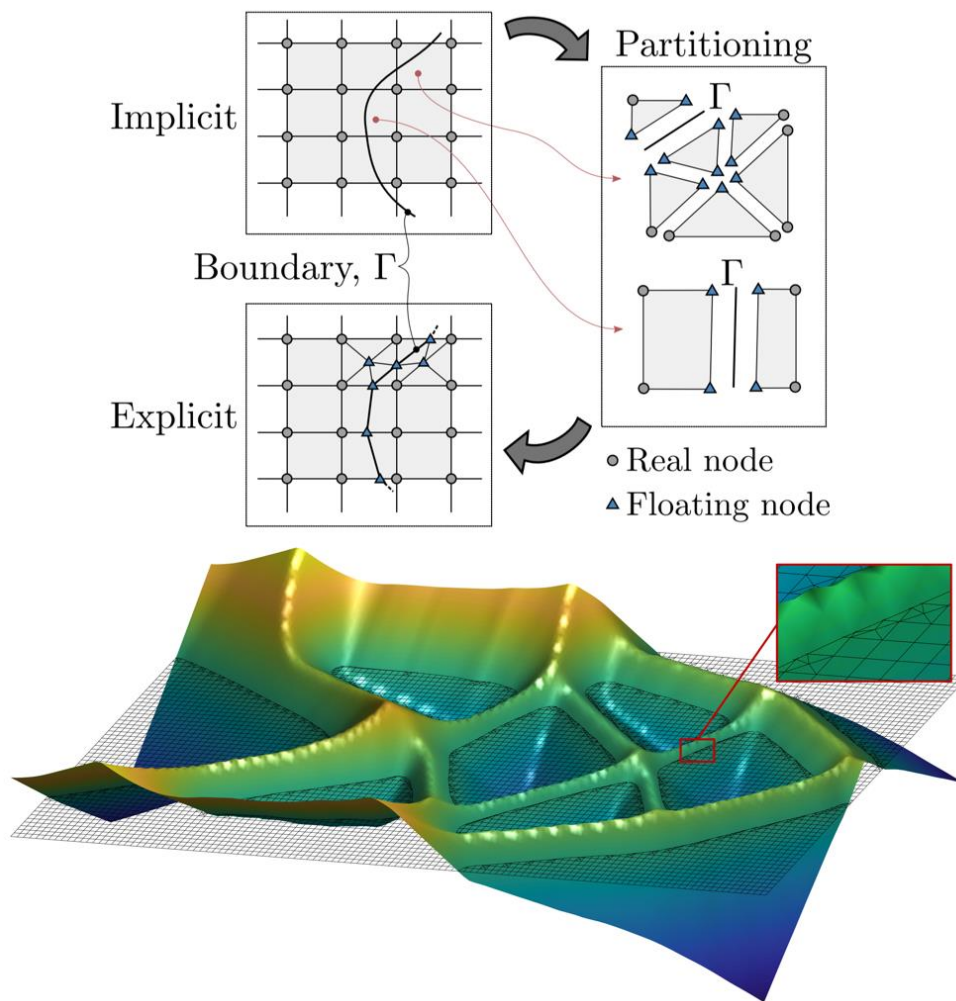 Partitioning
Implicit
Γ
Boundary, Γ
Γ
Explicit
Real node
Floating node